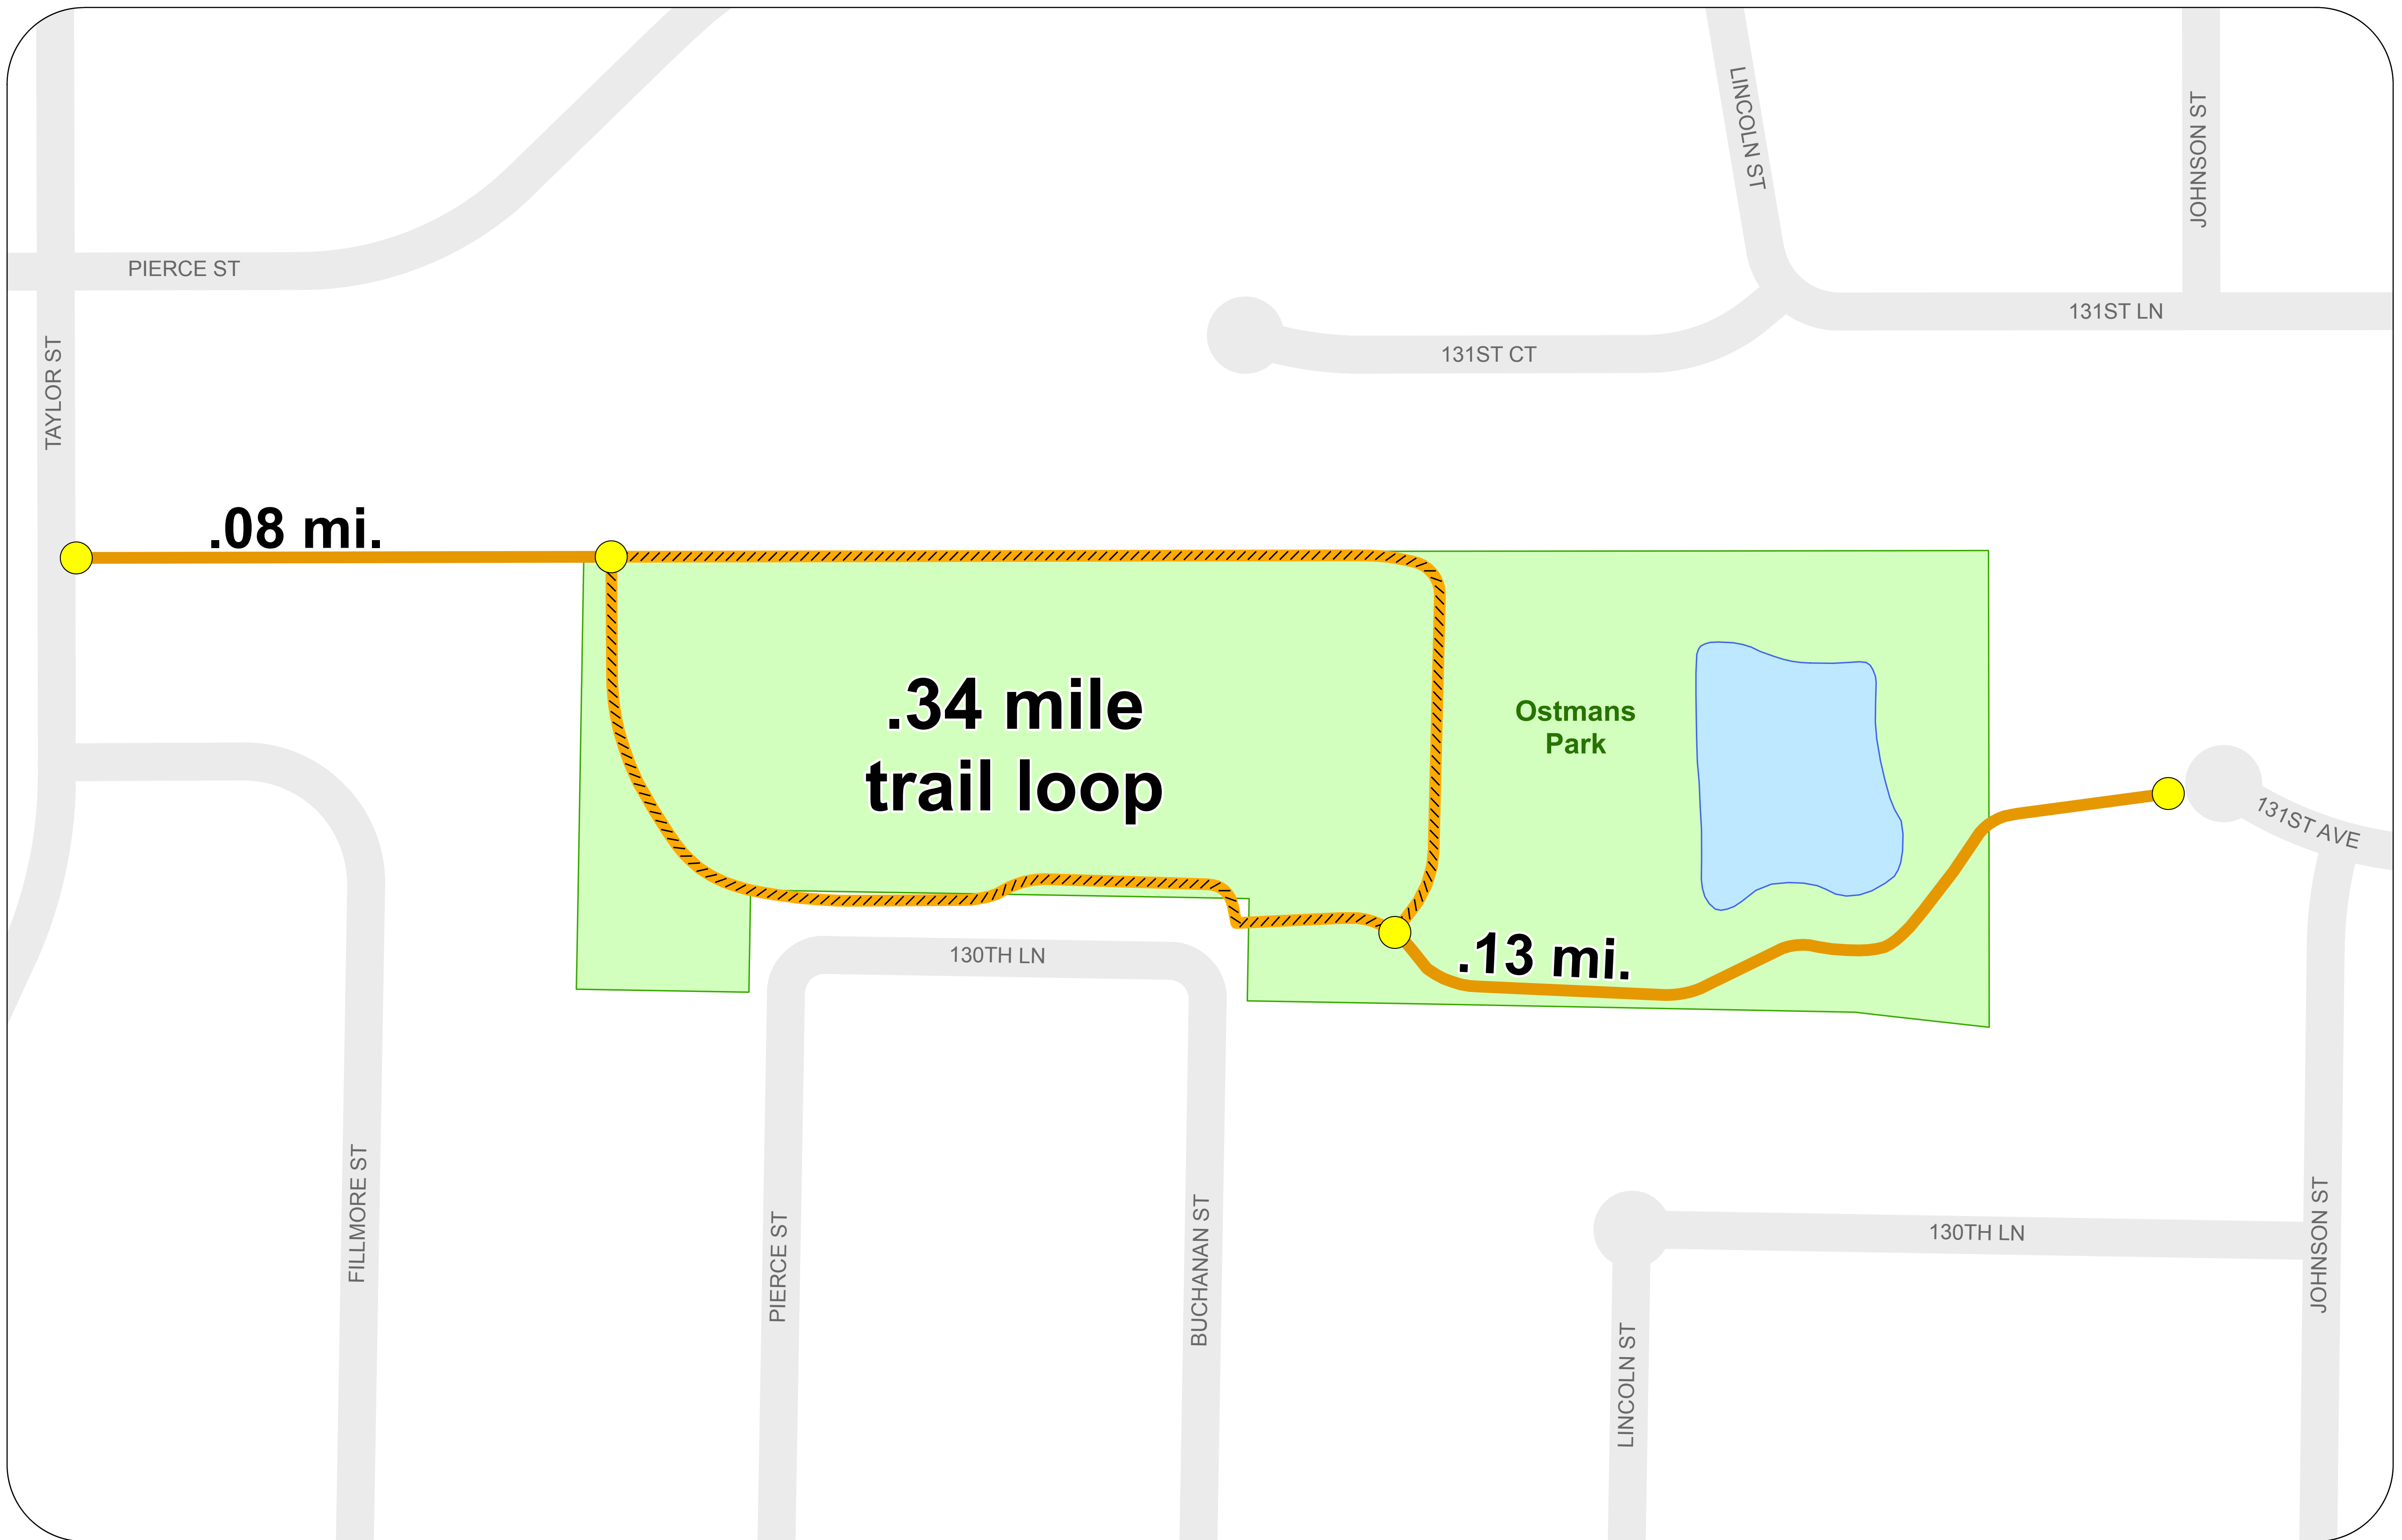 LINCOLN ST
JOHNSON ST
PIERCE ST
131ST LN
131ST CT
TAYLOR ST
.08 mi.
.34 mile
trail loop
Ostmans
Park
131ST AVE
.13 mi.
130TH LN
FILLMORE ST
PIERCE ST
BUCHANAN ST
130TH LN
JOHNSON ST
LINCOLN ST